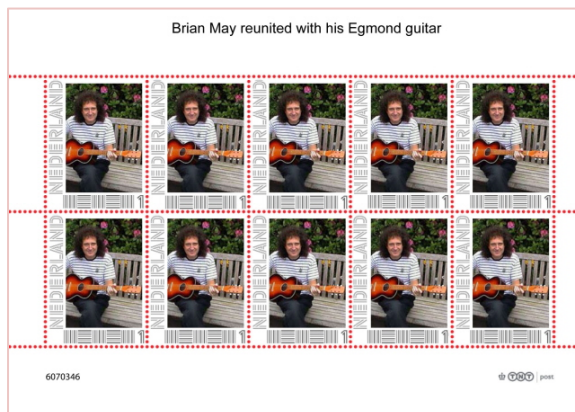 Brian May reunited with his Egmond guitar
NEDERLAND NEDERLAND NEDERLAND NEDERLAND NEDERLAND
1 1 1 1 1
NEDERLAND NEDERLAND NEDERLAND NEDERLAND NEDERLAND
1 1 1 1 1
6070346
TNT post